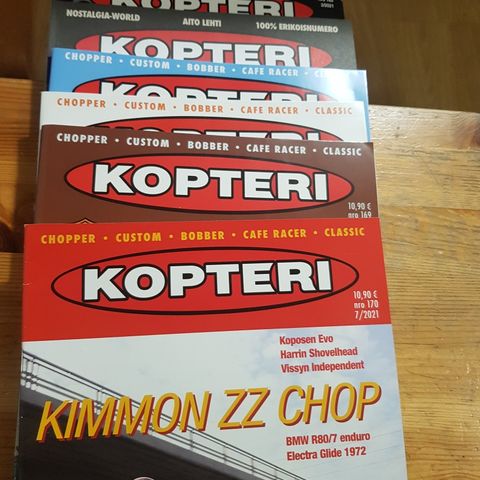 KOPTERI
3/2021
NOSTALGIA-WORLD AITO LEHTI 100% ERIKOISNUMERO
KOPTERI
CHOPPER • CUSTOM • BOBBER • CAFE RACER •
KOPTERI
CHOPPER • CUSTOM • BOBBER • CAFE RACER • CLASSIC
CHOPPER • CUSTOM • BOBBER • CAFE RACER • CLASSIC
KOPTERI
10,90 €
nro 169
CHOPPER • CUSTOM • BOBBER • CAFE RACER • CLASSIC
KOPTERI
10,90 €
nro 170
7/2021
Koposen Evo
Harrin Shovelhead
Vissyn Independent
KIMMON ZZ CHOP
BMW R80/7 enduro
Electra Glide 1972